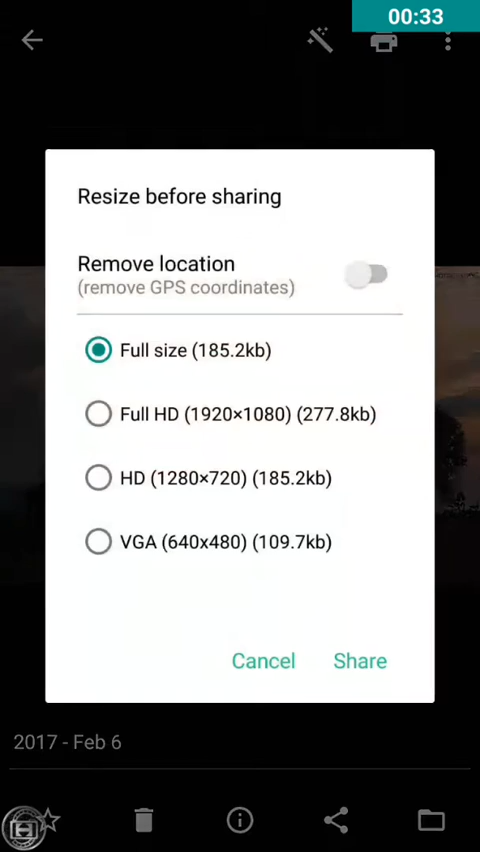 00:33
Resize before sharing
Remove location
(remove GPS coordinates)
Full size (185.2kb)
Full HD (1920×1080) (277.8kb)
HD (1280×720) (185.2kb)
VGA (640x480) (109.7kb)
Cancel Share
2017 - Feb 6